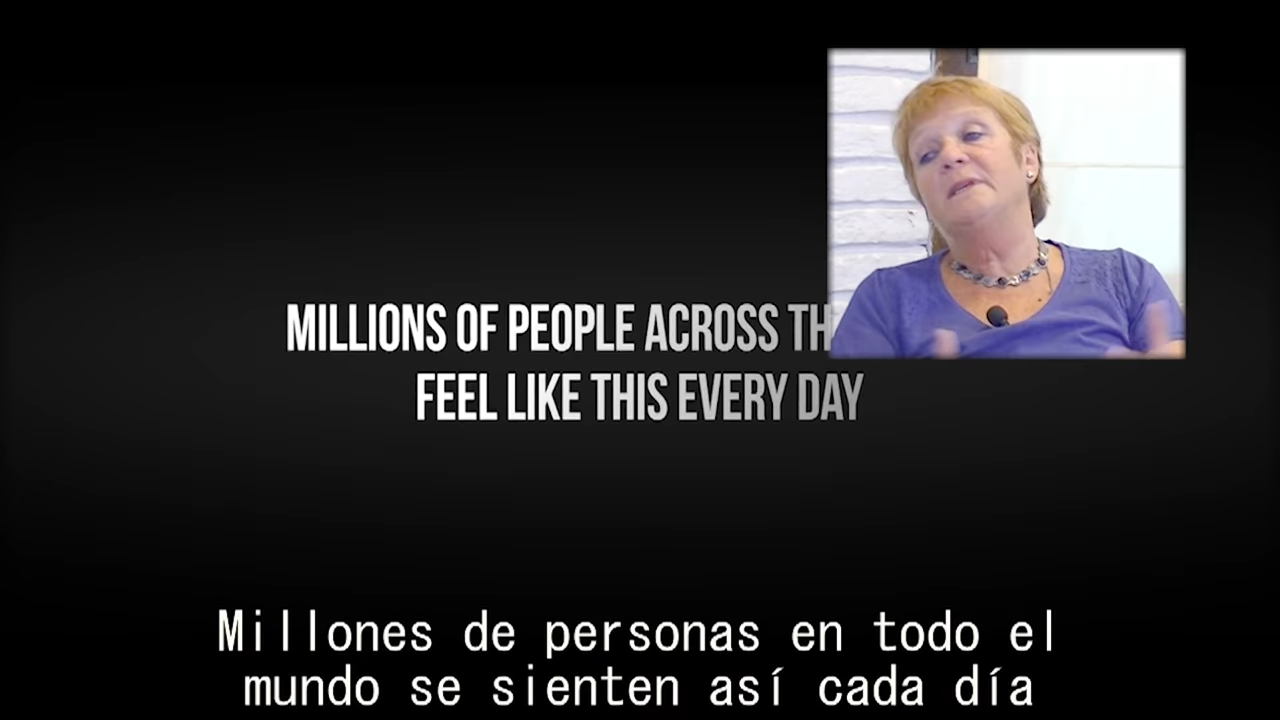 MILLIONS OF PEOPLE ACROSS TH
FEEL LIKE THIS EVERY DAY
Millones de personas en todo el
mundo se sienten así cada día